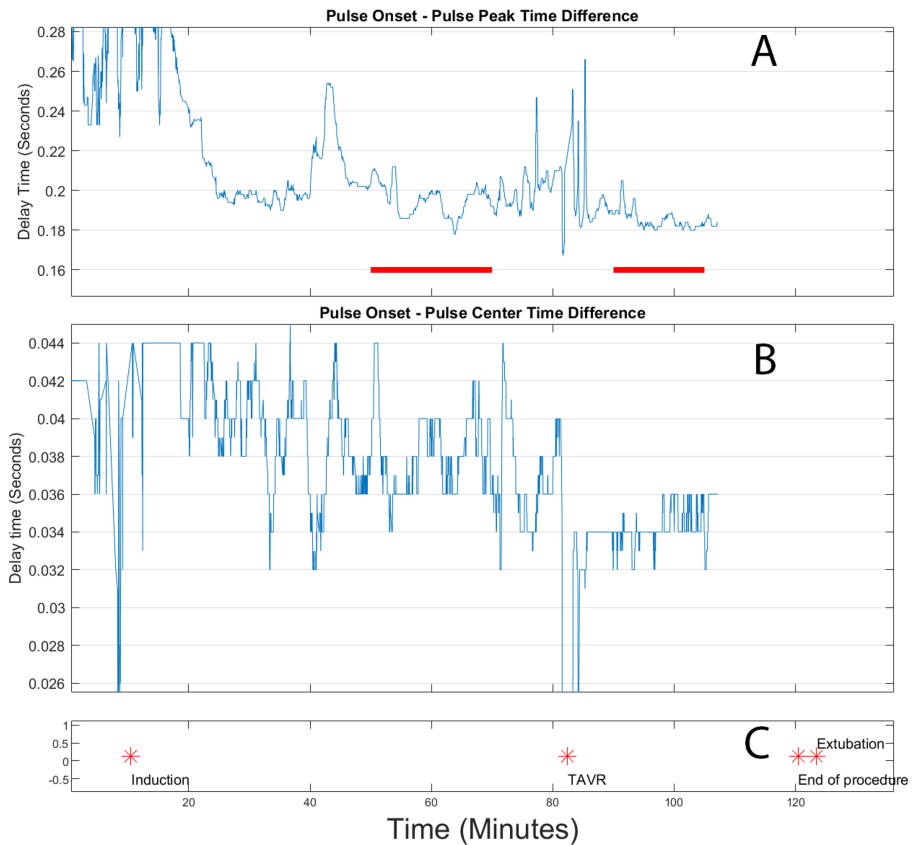 Pulse Onset - Pulse Peak Time Difference
A
0.28
0.26
0.24
0.22
0.2
0.18
0.16
Delay Time (Seconds)
Pulse Onset - Pulse Center Time Difference
B
0.044
0.042
0.04
0.038
0.036
0.034
0.032
0.03
0.028
0.026
Delay time (Seconds)
C
1
0.5
0
-0.5
Extubation
Induction
TAVR
End of procedure
20
40
60
80
100
120
Time (Minutes)